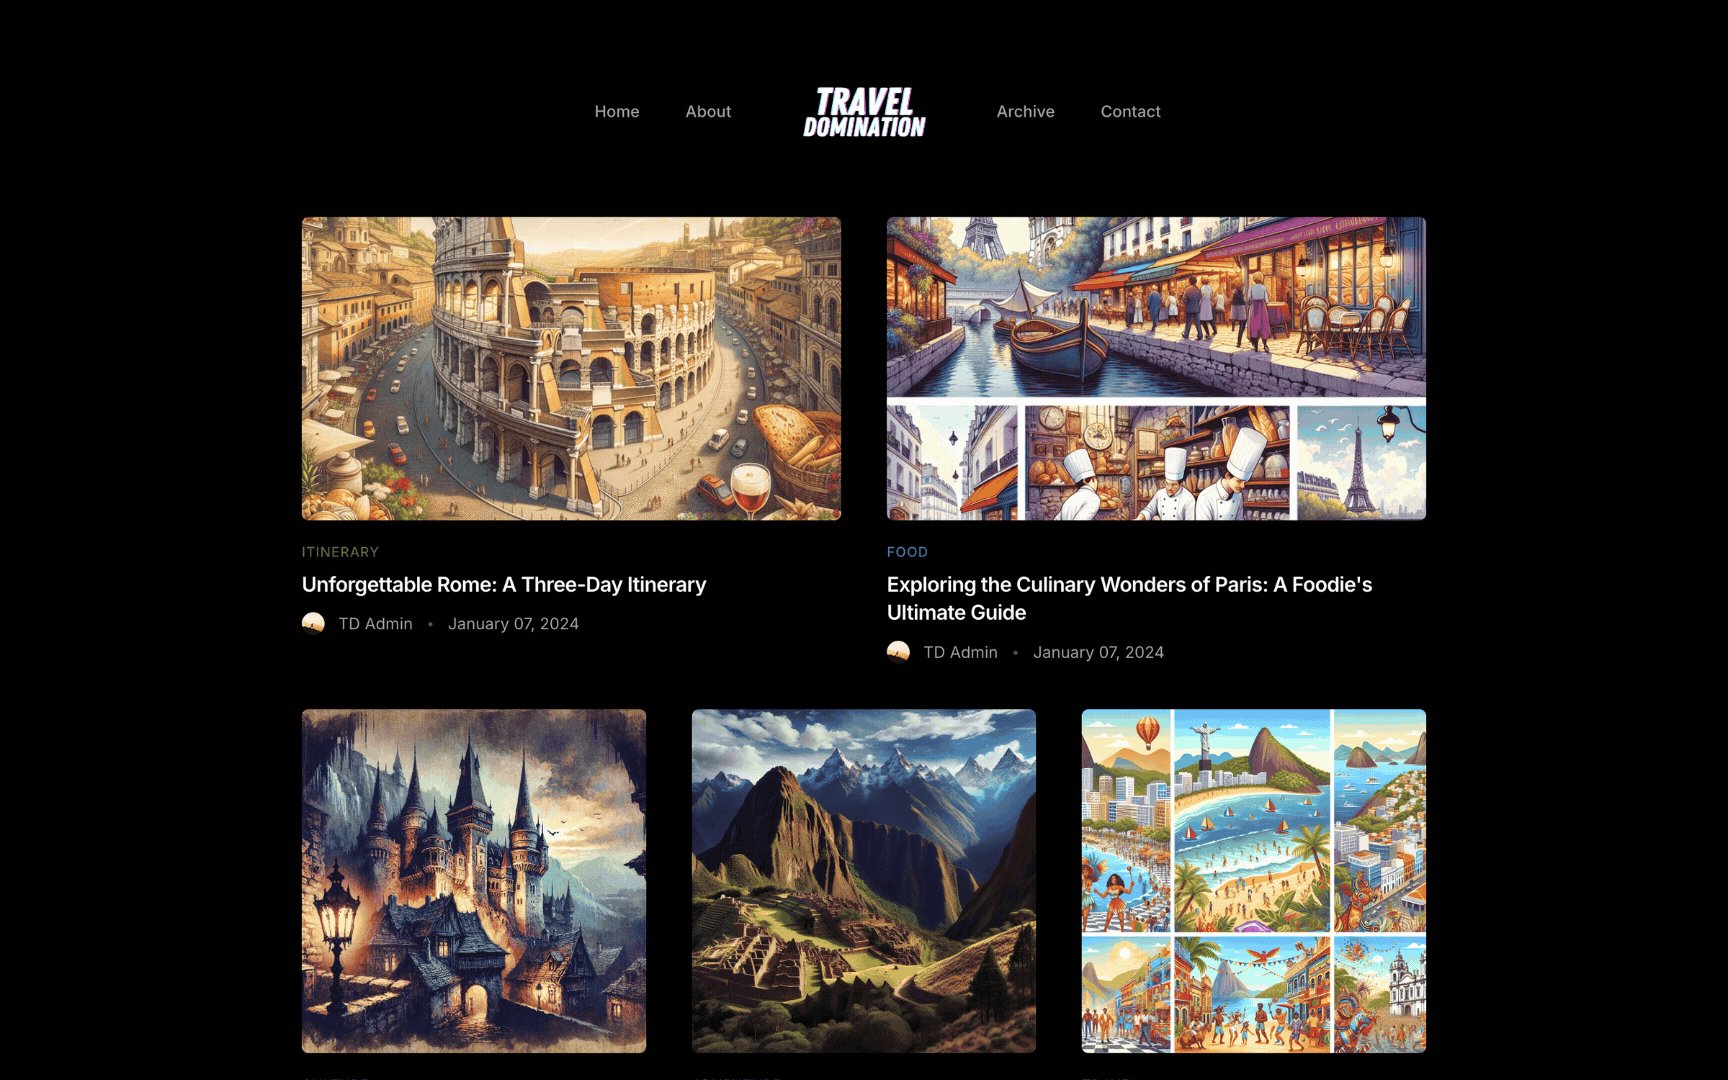 Home
About
TRAVEL
DOMINATION
Archive
Contact
ITINERARY
Unforgettable Rome: A Three-Day Itinerary
TD Admin • January 07, 2024
FOOD
Exploring the Culinary Wonders of Paris: A Foodie's
Ultimate Guide
TD Admin • January 07, 2024